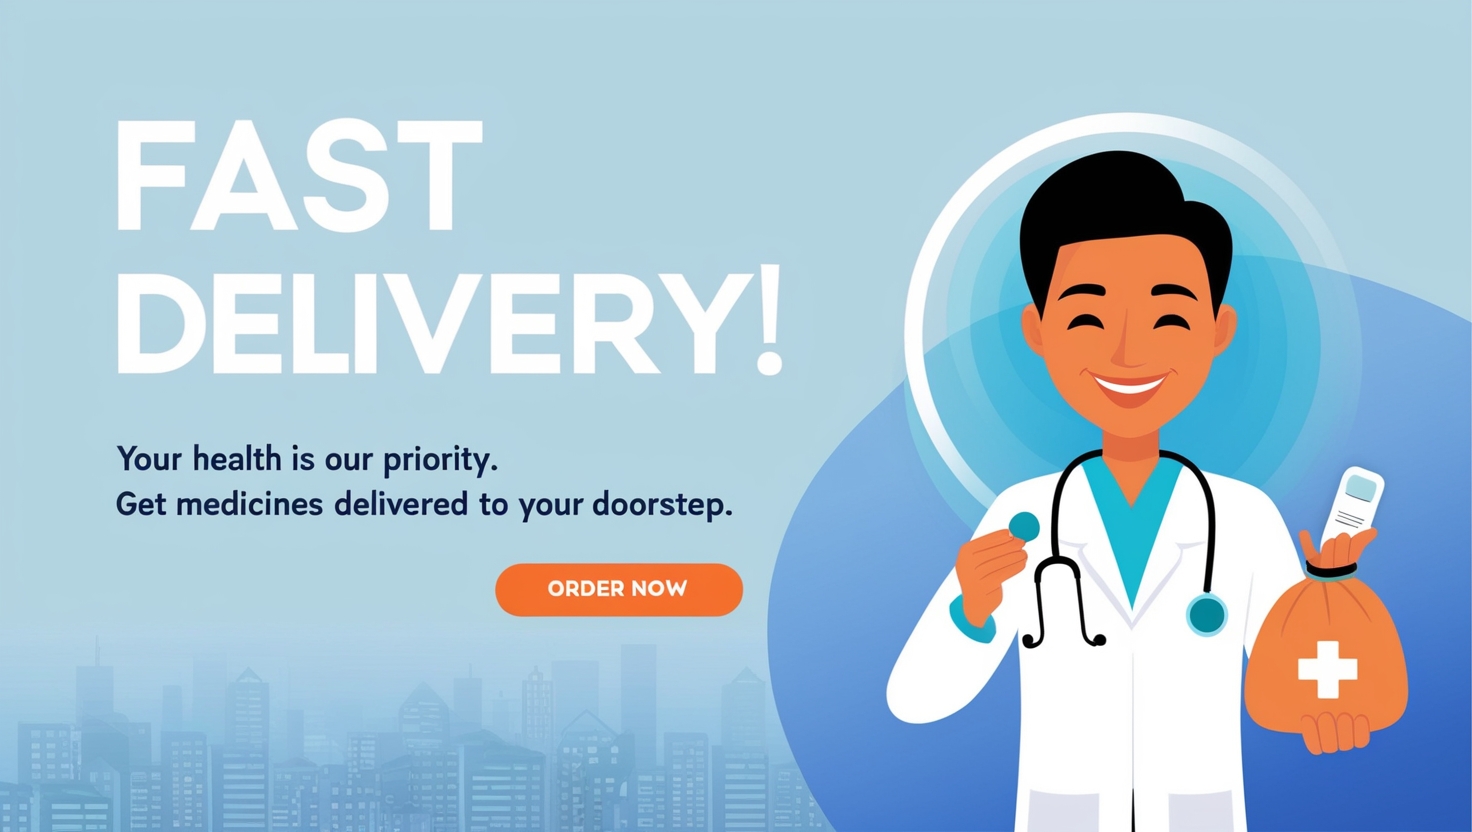 FAST
DELIVERY!
Your health is our priority.
Get medicines delivered to your doorstep.
ORDER NOW